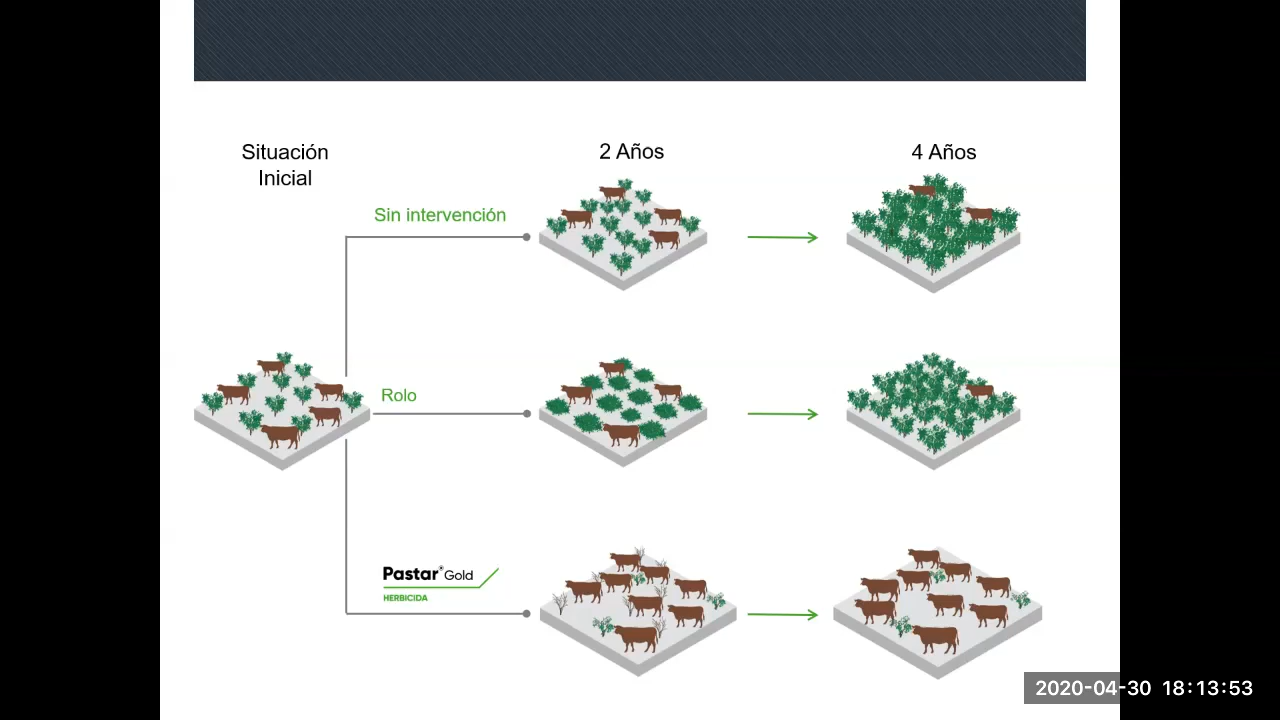 Situación
Inicial
2 Años
4 Años
Sin intervención
Rolo
Pastar® Gold
HERBICIDA
2020-04-30 18:13:53